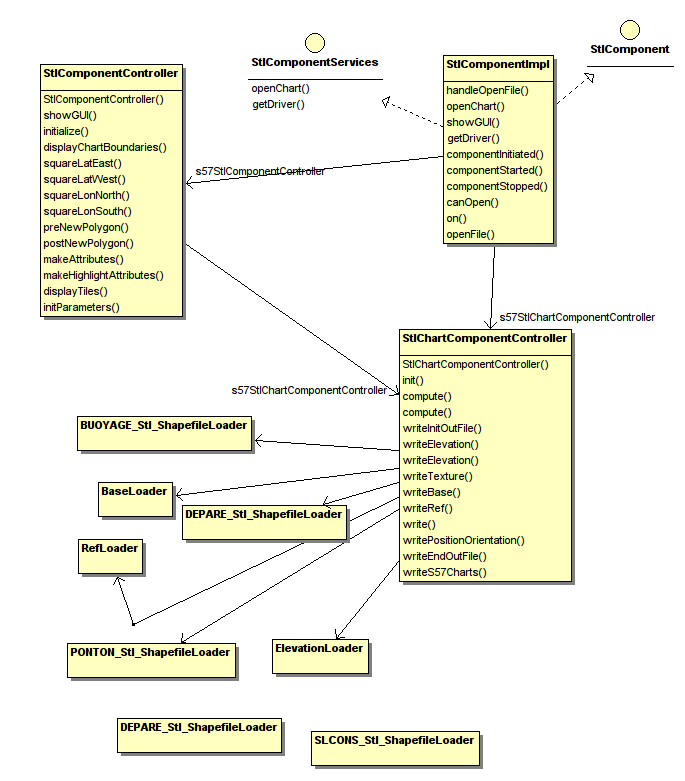 StlComponentServices
openChart()
getDriver()
StlComponent
StlComponentController
StlComponentController()
showGUI()
initialize()
displayChartBoundaries()
squareLatEast()
squareLatWest()
squareLonNorth()
squareLonSouth()
preNewPolygon()
postNewPolygon()
makeAttributes()
makeHighlightAttributes()
displayTiles()
initParameters()
StlComponentImpl
handleOpenFile()
openChart()
showGUI()
getDriver()
componentInitiated()
componentStarted()
componentStopped()
canOpen()
on()
openFile()
s57StlComponentController
s57StlChartComponentController
s57StlChartComponentController
StlChartComponentController
StlChartComponentController()
init()
compute()
compute()
writeInitOutFile()
writeElevation()
writeElevation()
writeTexture()
writeBase()
writeRef()
write()
writePositionOrientation()
writeEndOutFile()
writeS57Charts()
BUOYAGE_Stl_ShapefileLoader
BaseLoader
DEPARE_Stl_ShapefileLoader
RefLoader
PONTON_Stl_ShapefileLoader
ElevationLoader
DEPARE_Stl_ShapefileLoader
SLCONS_Stl_ShapefileLoader